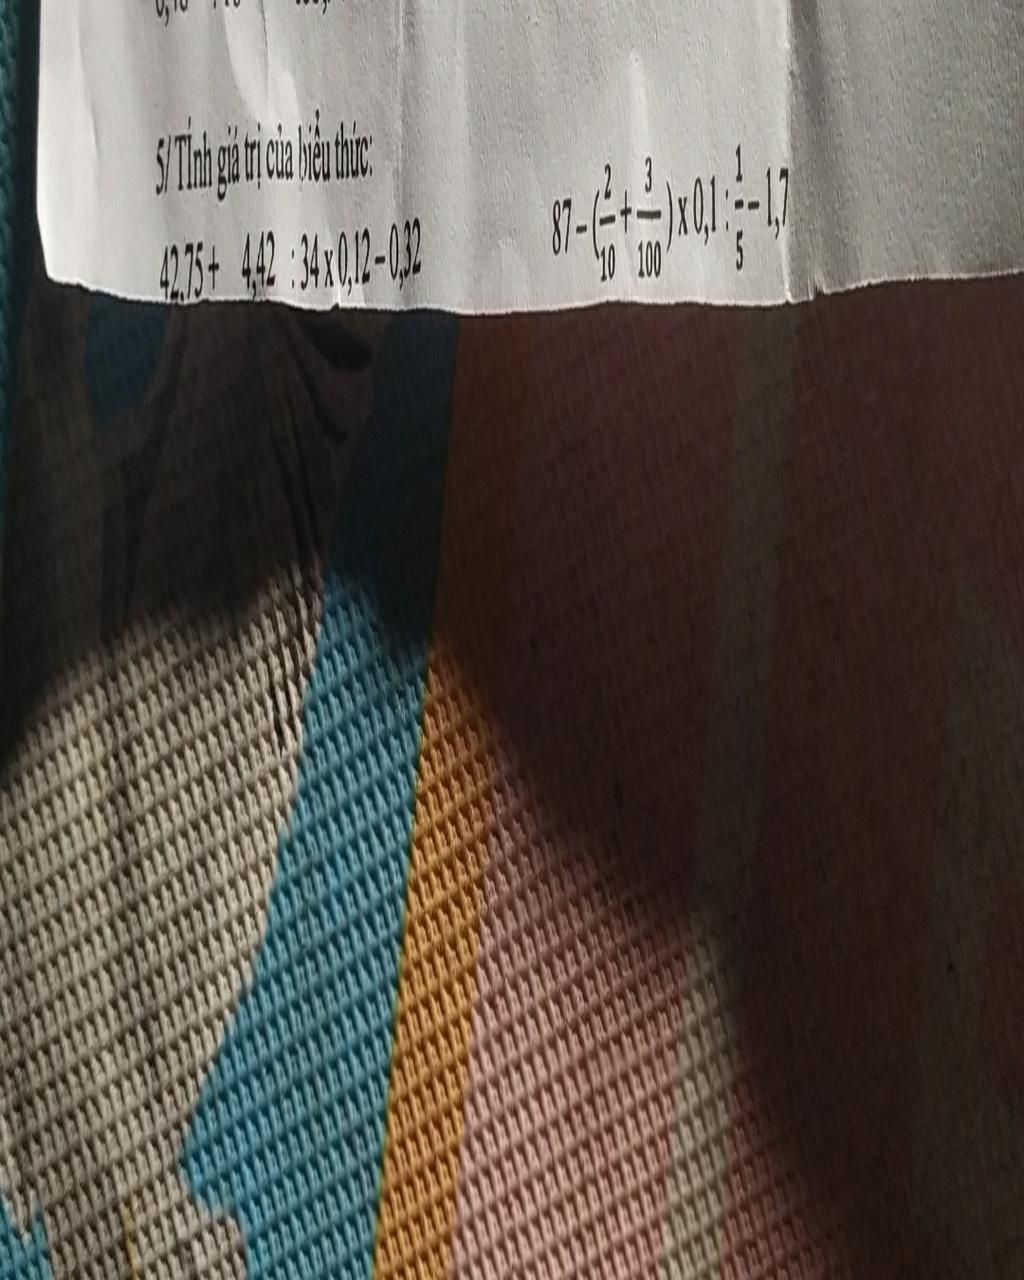 5/ Tính giá trị của biểu thức:
42,75 + 4,42 : 34 x 0,12 – 0,32
87 – (2/10 + 3/100) x 0,1 : 1/5 – 1,7